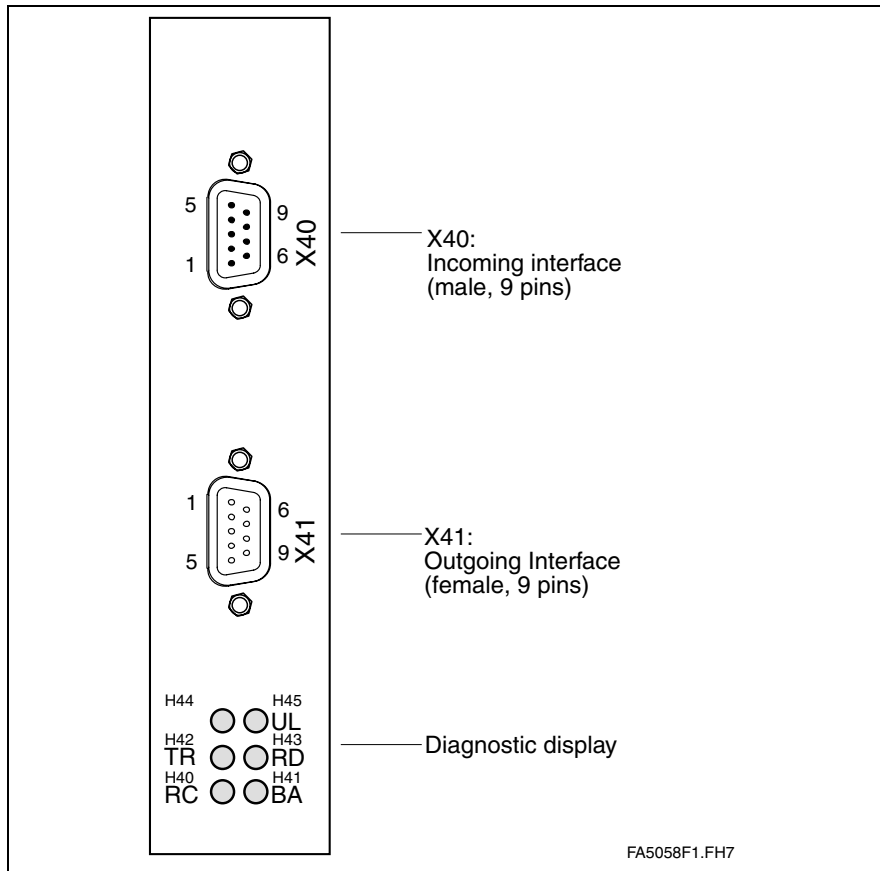 5
9
X40
1
6
X40:
Incoming interface
(male, 9 pins)
1
6
X41
5
9
X41:
Outgoing Interface
(female, 9 pins)
H44
H45
UL
H42
H43
TR
RD
H40
H41
RC
BA
Diagnostic display
FA5058F1.FH7